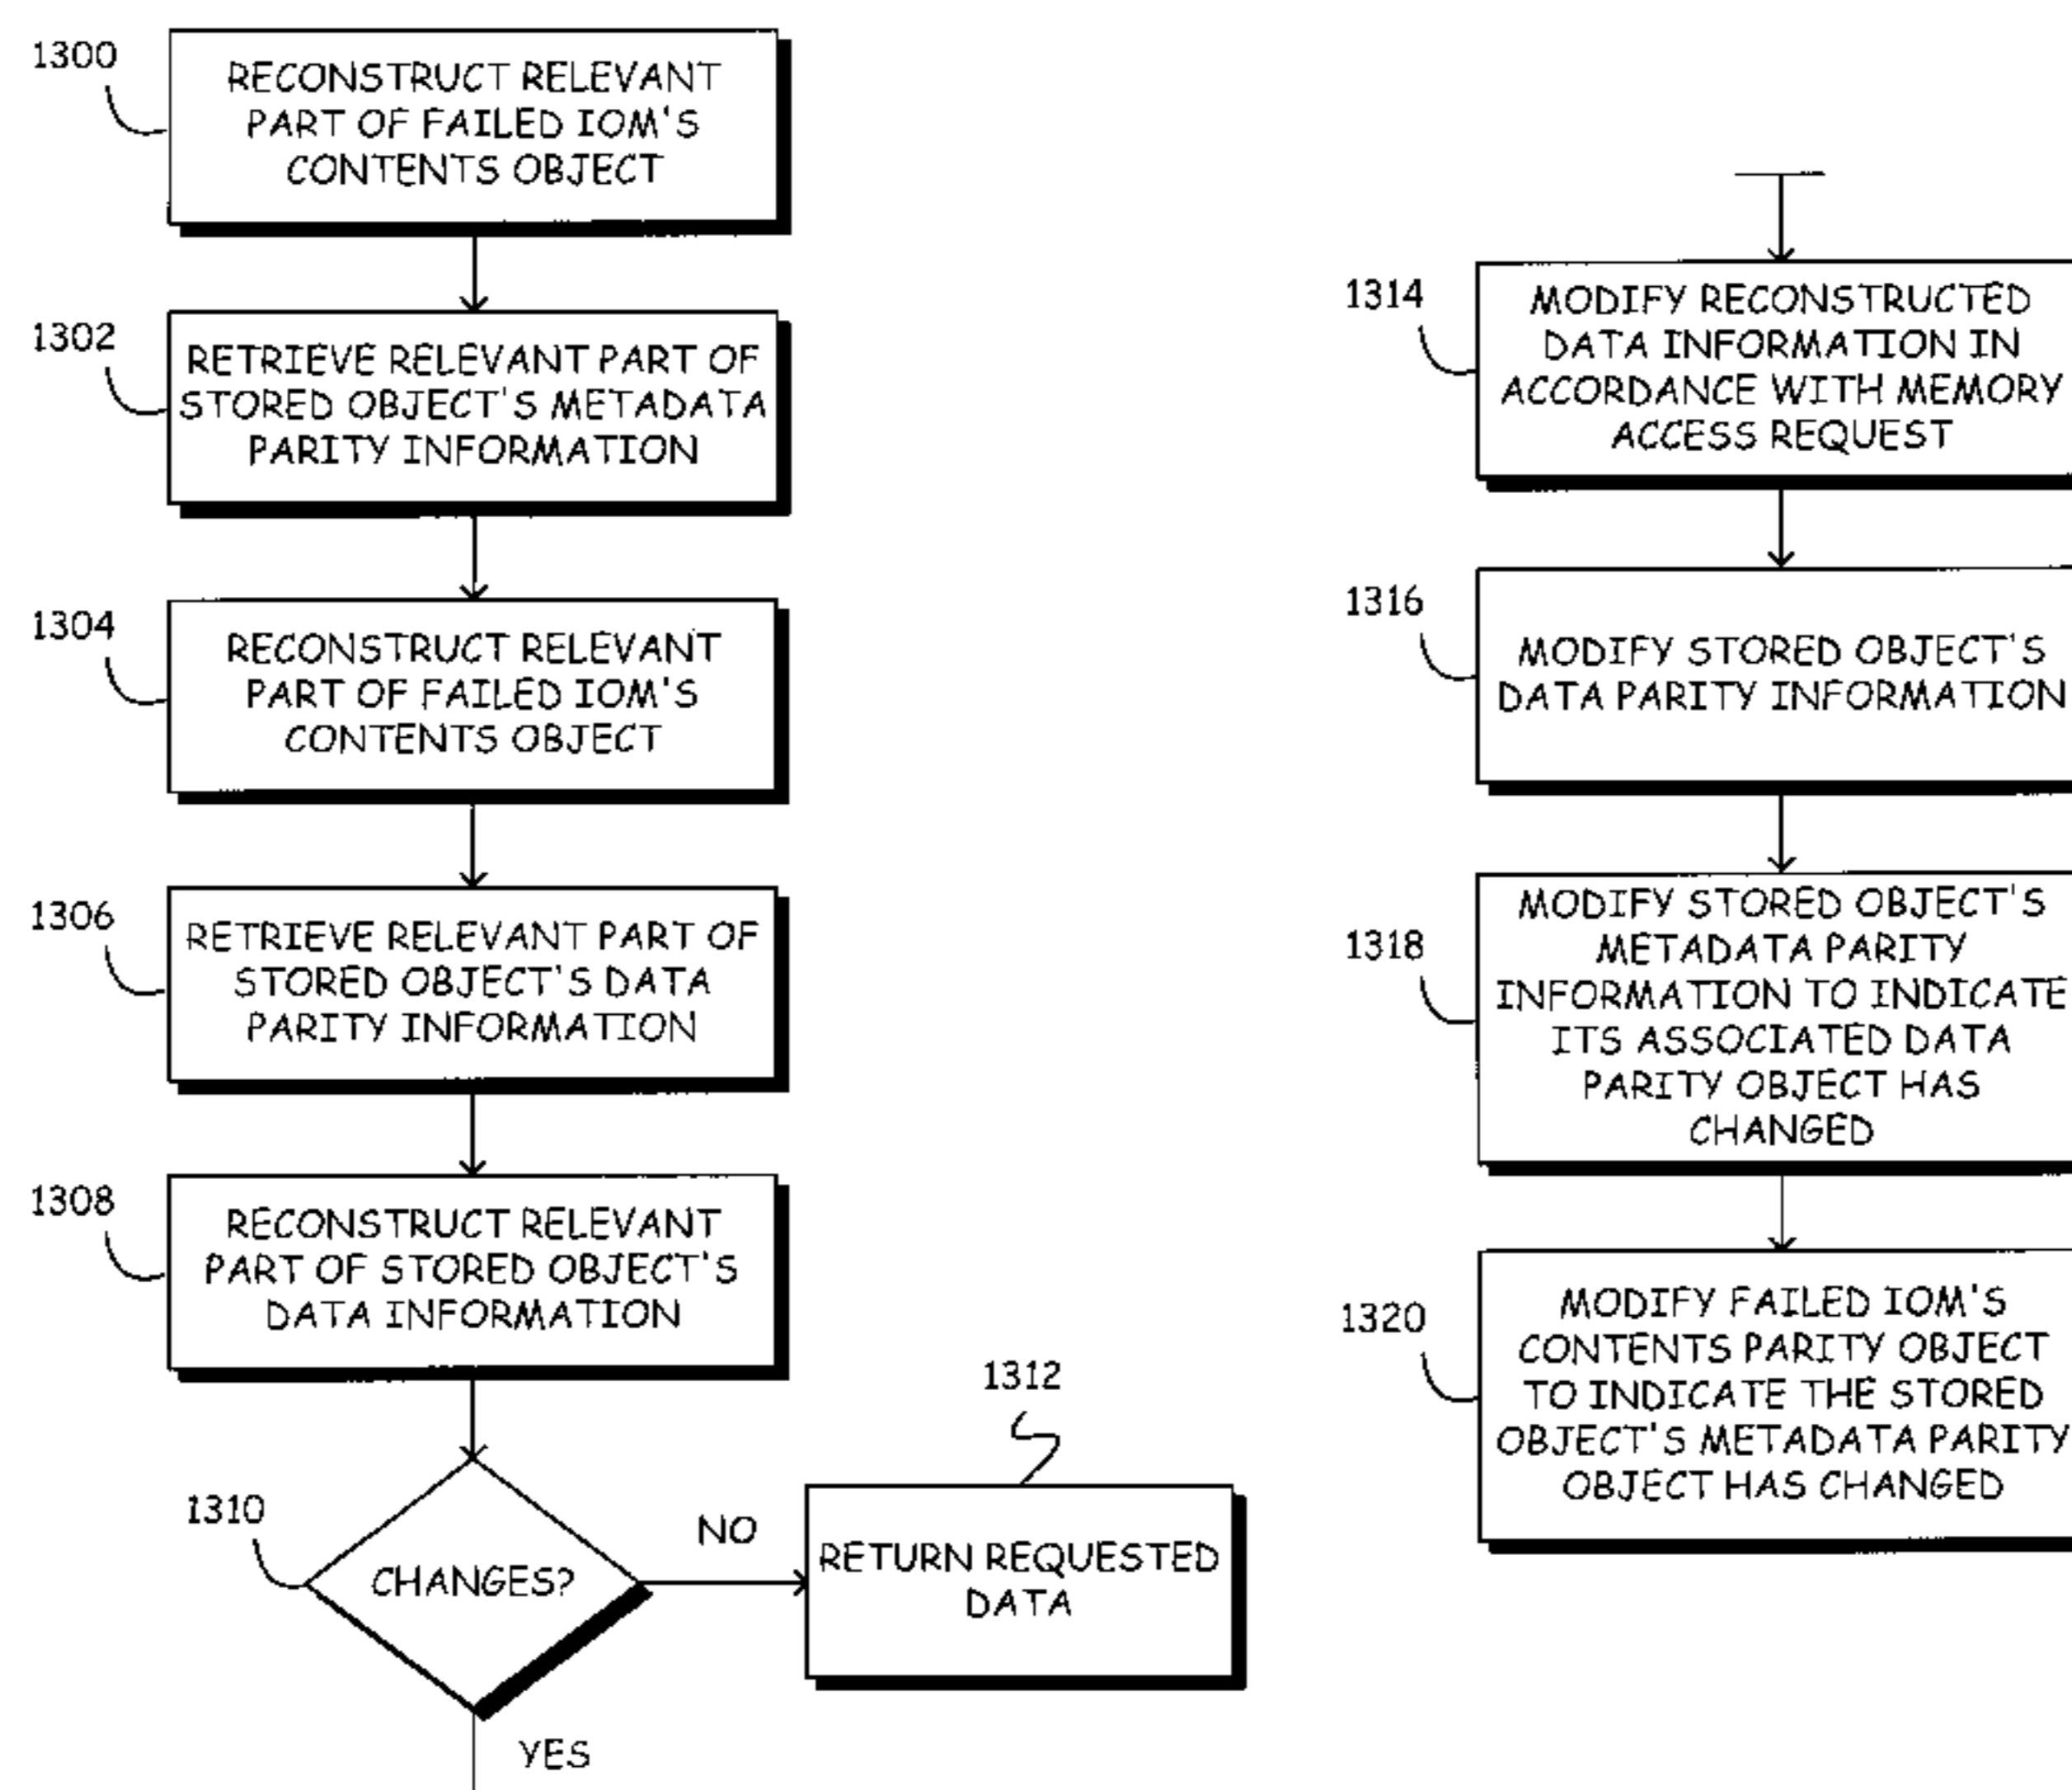 1300
RECONSTRUCT RELEVANT
PART OF FAILED IOM'S
CONTENTS OBJECT
1302
RETRIEVE RELEVANT PART OF
STORED OBJECT'S METADATA
PARITY INFORMATION
1304
RECONSTRUCT RELEVANT
PART OF FAILED IOM'S
CONTENTS OBJECT
1306
RETRIEVE RELEVANT PART OF
STORED OBJECT'S DATA
PARITY INFORMATION
1308
RECONSTRUCT RELEVANT
PART OF STORED OBJECT'S
DATA INFORMATION
1310
CHANGES?
NO
YES
1312
RETURN REQUESTED
DATA
1314
MODIFY RECONSTRUCTED
DATA INFORMATION IN
ACCORDANCE WITH MEMORY
ACCESS REQUEST
1316
MODIFY STORED OBJECT'S
DATA PARITY INFORMATION
1318
MODIFY STORED OBJECT'S
METADATA PARITY
INFORMATION TO INDICATE
ITS ASSOCIATED DATA
PARITY OBJECT HAS
CHANGED
1320
MODIFY FAILED IOM'S
CONTENTS PARITY OBJECT
TO INDICATE THE STORED
OBJECT'S METADATA PARITY
OBJECT HAS CHANGED